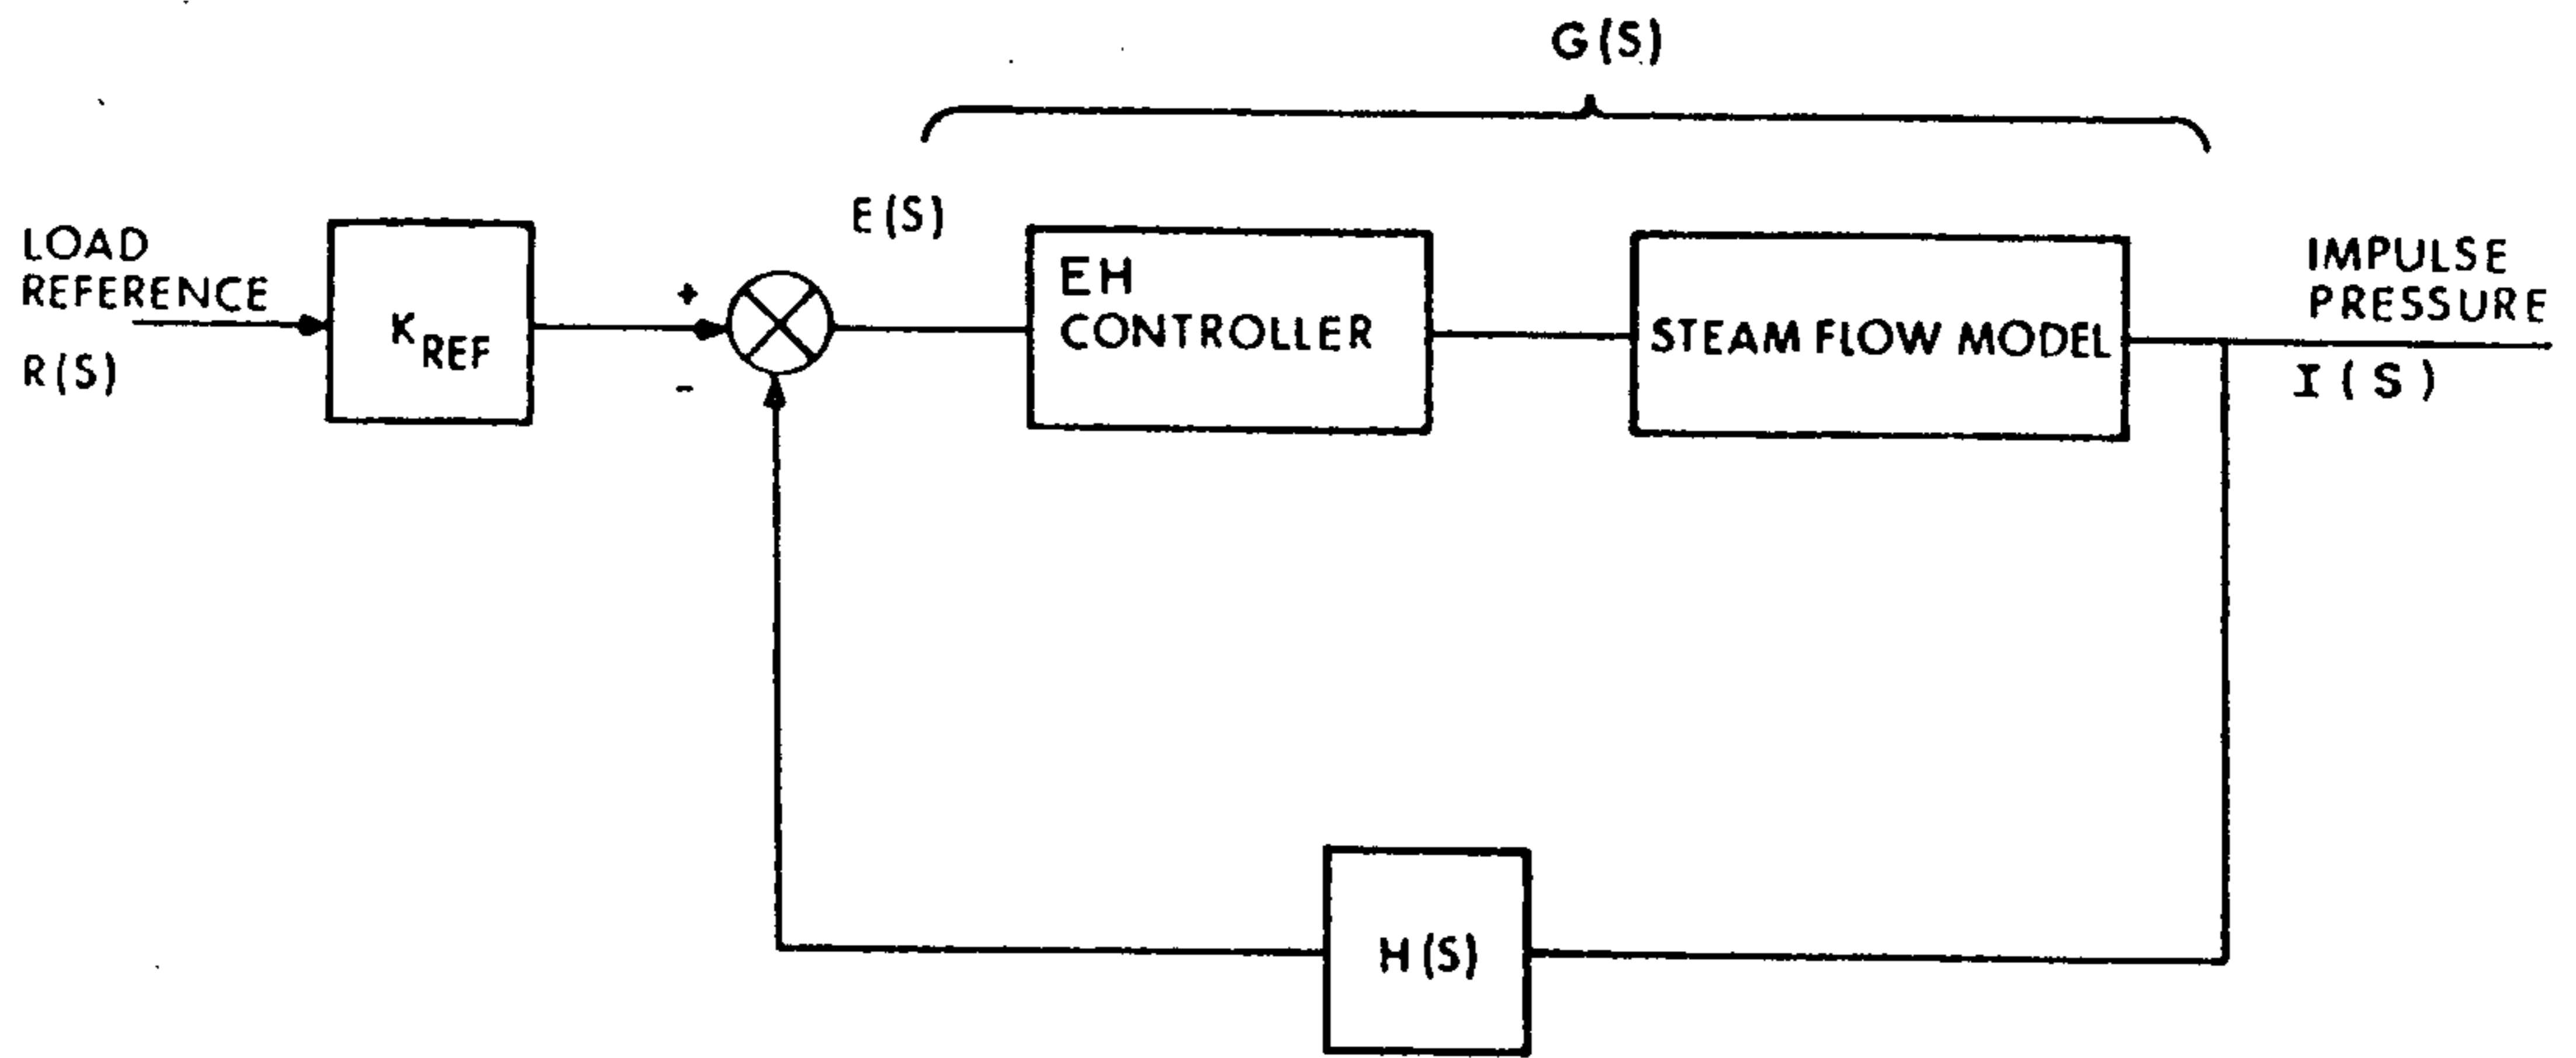 G(S)
E(S)
LOAD
REFERENCE
R(S)
KREF
+
-
EH
CONTROLLER
STEAM FLOW MODEL
IMPULSE
PRESSURE
I(S)
H(S)